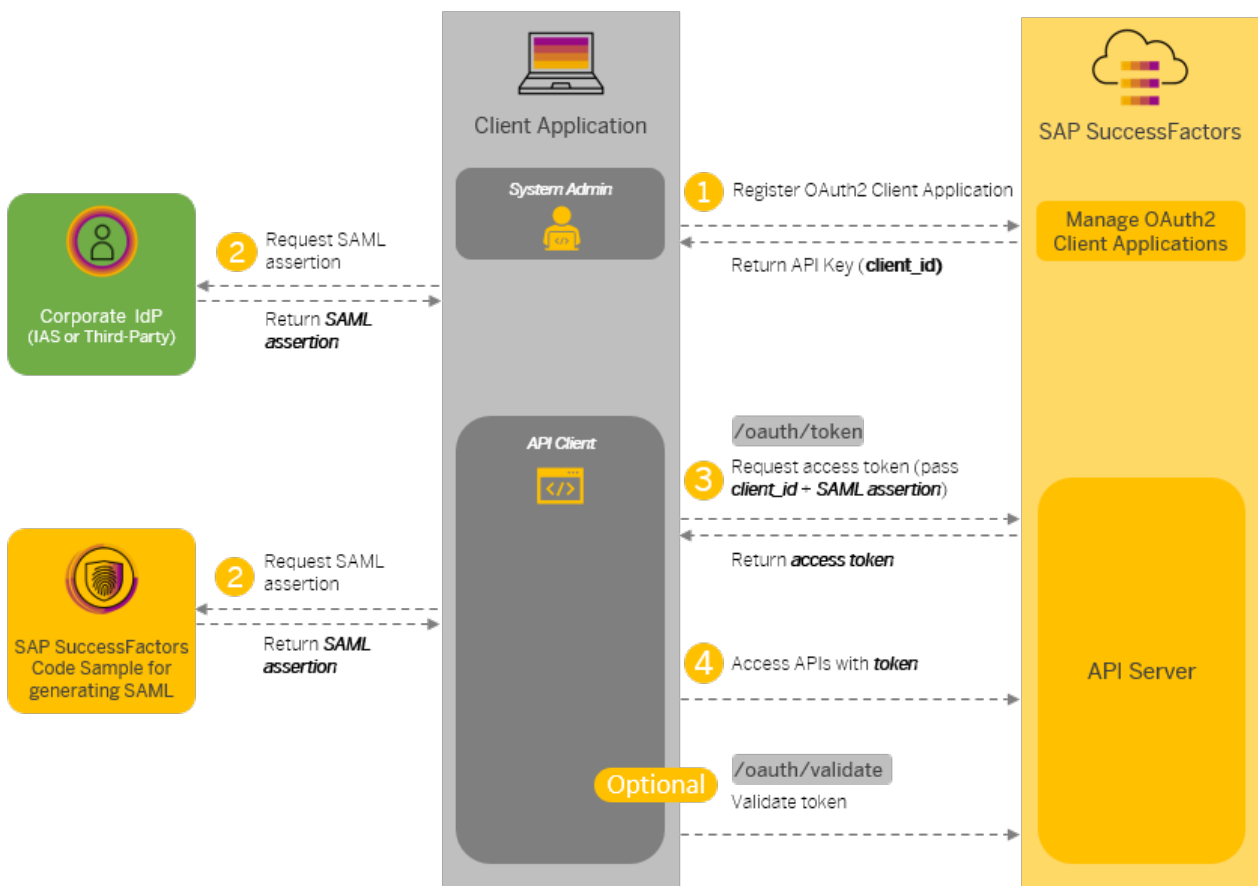 Client Application
SAP SuccessFactors
System Admin
1
Register OAuth2 Client Application
Return API Key (client_id)
Manage OAuth2
Client Applications
Corporate IdP
(IAS or Third-Party)
2
Request SAML
assertion
Return SAML
assertion
API Client
</>
/oauth/token
3
Request access token (pass
client_id + SAML assertion)
Return access token
SAP SuccessFactors
Code Sample for
generating SAML
2
Request SAML
assertion
Return SAML
assertion
4
Access APIs with token
API Server
Optional
/oauth/validate
Validate token